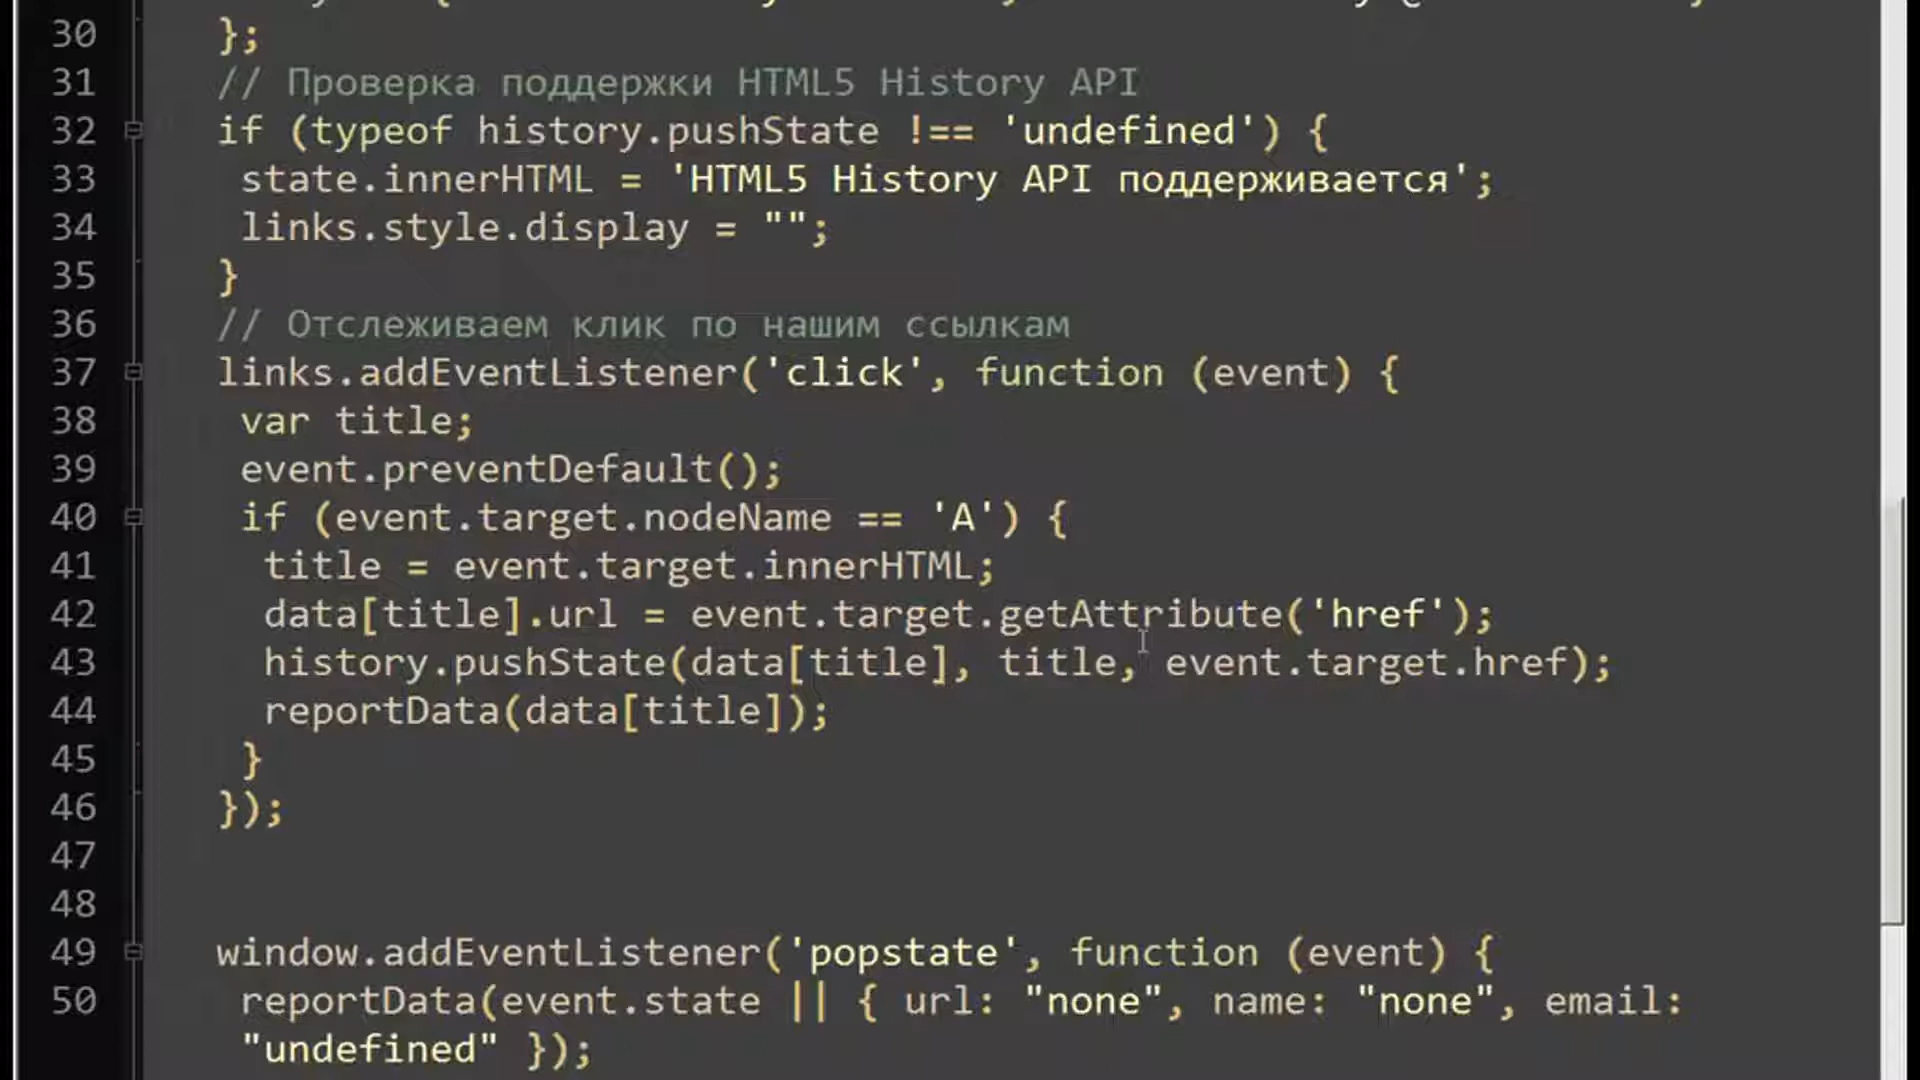 30 };
31 // Проверка поддержки HTML5 History API
32 if (typeof history.pushState !== 'undefined') {
33 state.innerHTML = 'HTML5 History API поддерживается';
34 links.style.display = "";
35 }
36 // Отслеживаем клик по нашим ссылкам
37 links.addEventListener('click', function (event) {
38 var title;
39 event.preventDefault();
40 if (event.target.nodeName == 'A') {
41 title = event.target.innerHTML;
42 data[title].url = event.target.getAttribute('href');
43 history.pushState(data[title], title, event.target.href);
44 reportData(data[title]);
45 }
46 });
47
48
49 window.addEventListener('popstate', function (event) {
50 reportData(event.state || { url: "none", name: "none", email:
"undefined" });